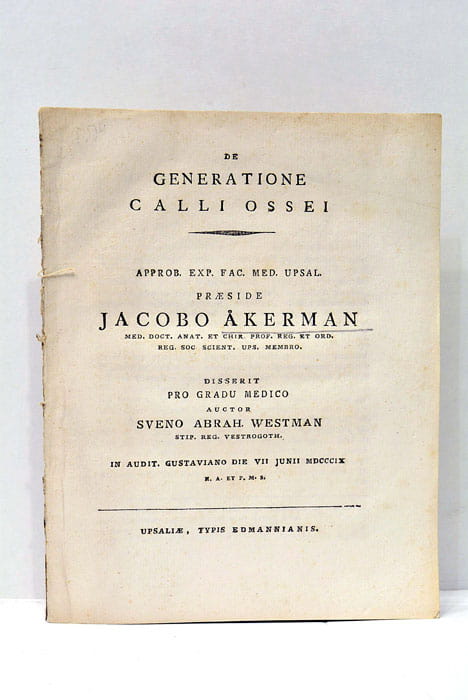 DE
GENERATIONE
CALLI OSSEI
APPROB. EXP. FAC. MED. UPSAL.
PRÆSIDE
JACOBO ÅKERMAN
MED. DOCT. ANAT. ET CHIR. PROF. REG. ET ORD.
REG. SOC SCIENT. UPS. MEMBRO.
DISSERIT
PRO GRADU MEDICO
AUCTOR
SVENO ABRAH. WESTMAN
STIP. REG. VESTROGOTH.
IN AUDIT. GUSTAVIANO DIE VII JUNII MDCCCIX
H. A. ET P. M. S.
UPSALIÆ, TYPIS EDMANNIANIS.